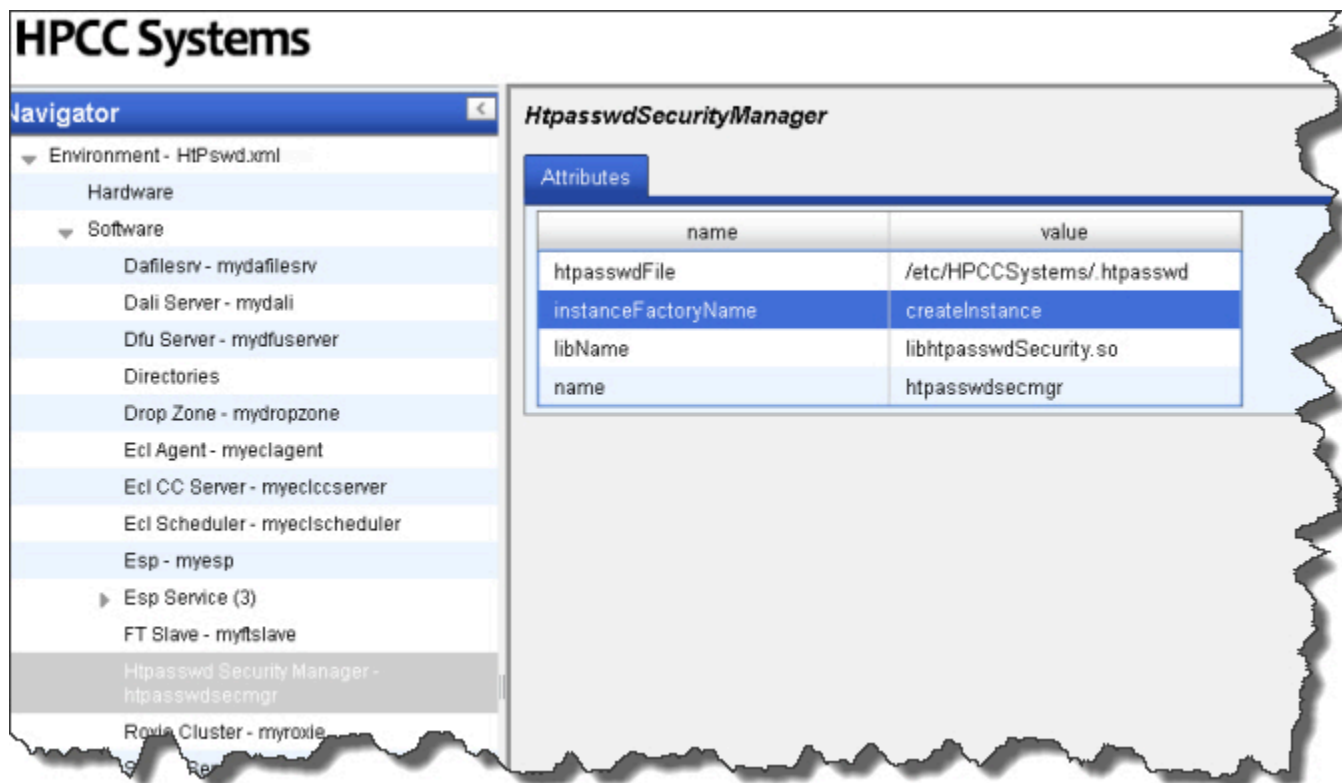 HPCC Systems
Navigator
Environment - HtPswd.xml
Hardware
Software
Dafilesrv - mydafilesrv
Dali Server - mydali
Dfu Server - mydfuserver
Directories
Drop Zone - mydropzone
Ecl Agent - myeclagent
Ecl CC Server - myeclccserver
Ecl Scheduler - myeclscheduler
Esp - myesp
Esp Service (3)
FT Slave - myftslave
Htpasswd Security Manager -
htpasswdsecmgr
Roxie Cluster - myroxie
HtpasswdSecurityManager
Attributes
name value
htpasswdFile /etc/HPCCSystems/.htpasswd
instanceFactoryName createInstance
libName libhtpasswdSecurity.so
name htpasswdsecmgr